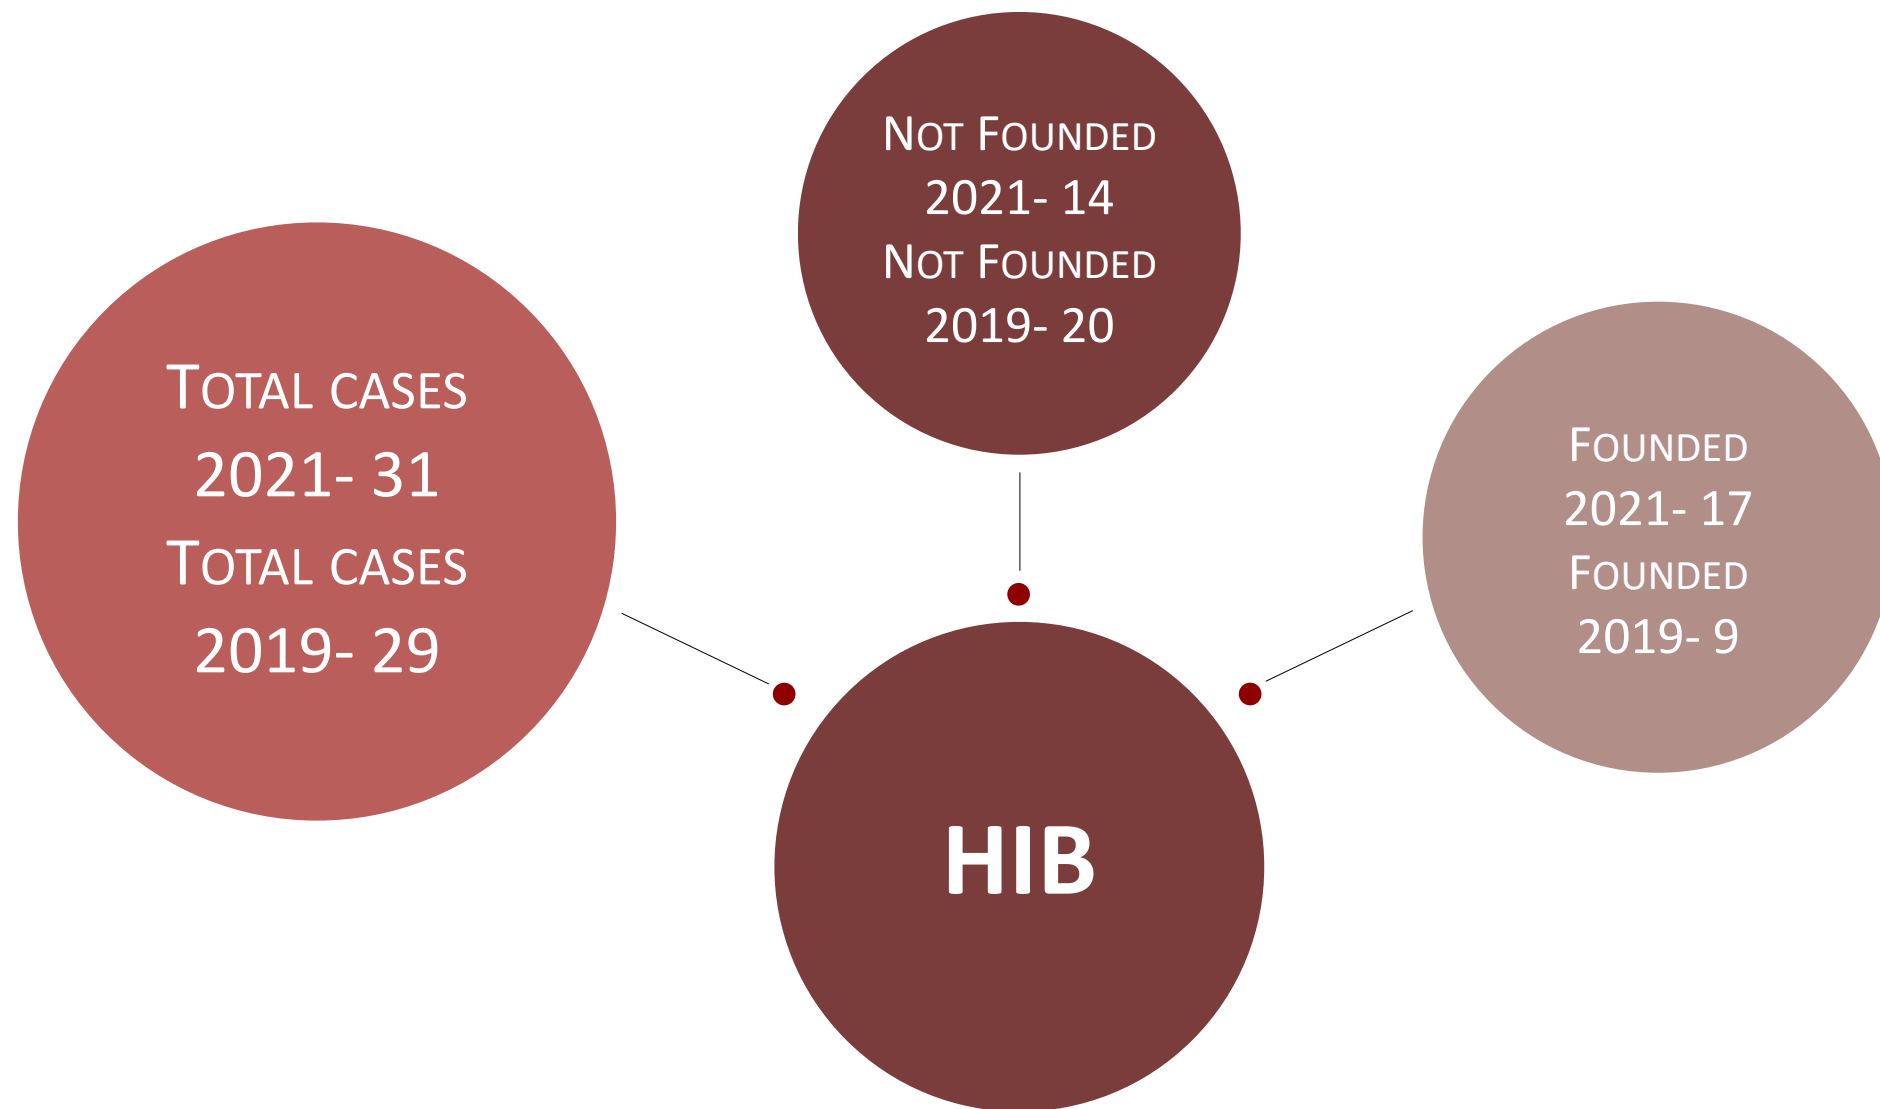 Total cases
2021- 31
Total cases
2019- 29
Not Founded
2021- 14
Not Founded
2019- 20
Founded
2021- 17
Founded
2019- 9
HIB